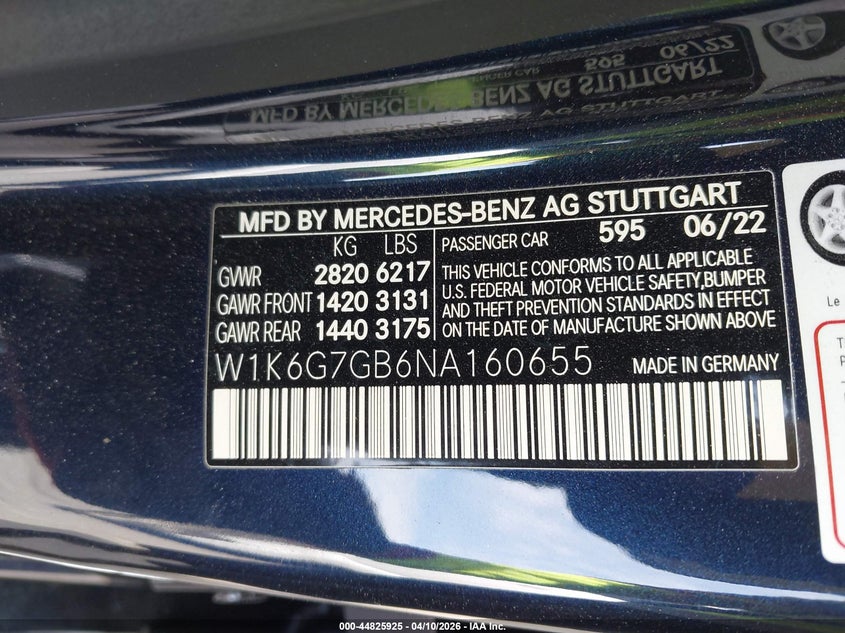 MFD BY MERCEDES-BENZ AG STUTTGART
KG LBS
GVWR 2820 6217
GAWR FRONT 1420 3131
GAWR REAR 1440 3175
PASSENGER CAR 595 06/22
THIS VEHICLE CONFORMS TO ALL APPLICABLE
U.S. FEDERAL MOTOR VEHICLE SAFETY,BUMPER
AND THEFT PREVENTION STANDARDS IN EFFECT
ON THE DATE OF MANUFACTURE SHOWN ABOVE
W1K6G7GB6NA160655 MADE IN GERMANY
Le
000-44825925 - 04/10/2026 - IAA Inc.